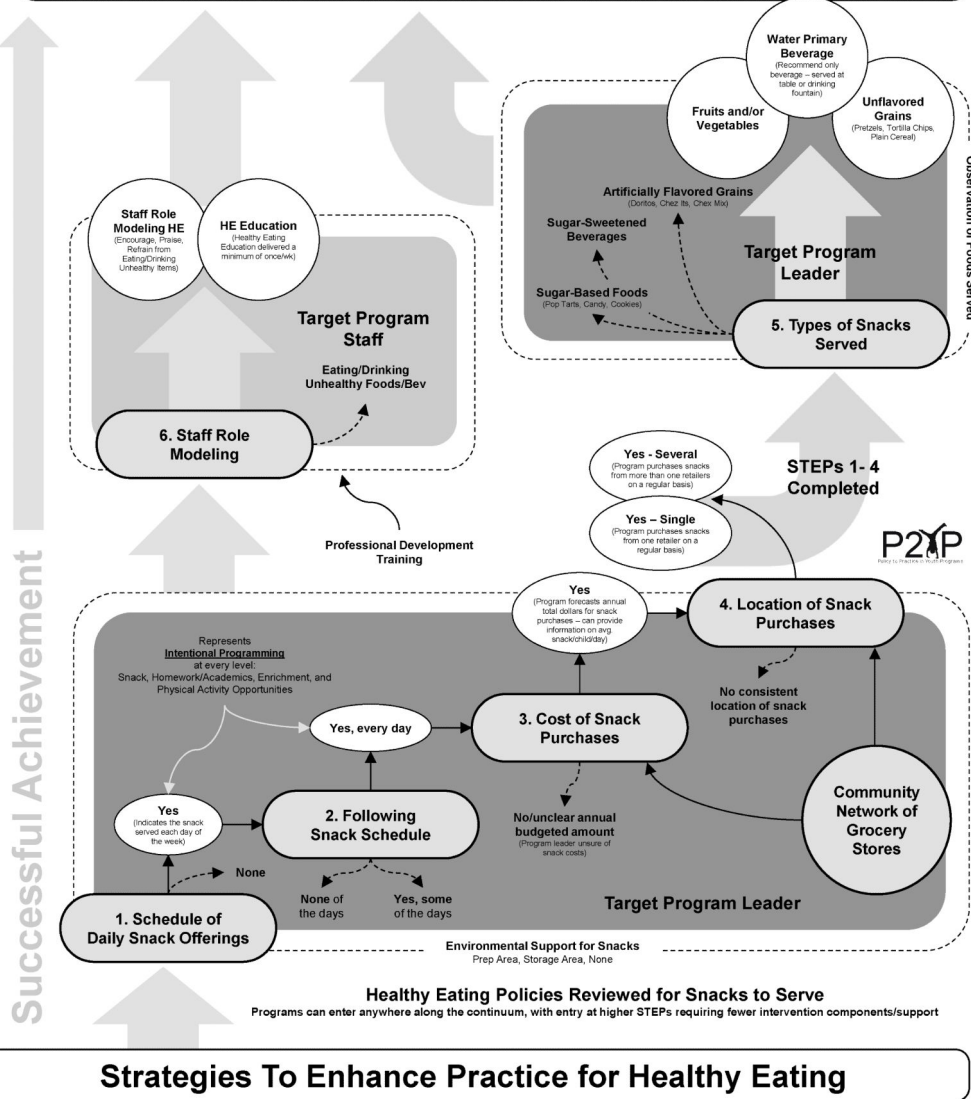 Water Primary
Beverage
(Recommend only
beverage – served at
table or drinking
fountain)
Fruits and/or
Vegetables
Unflavored
Grains
(Pretzels, Tortilla Chips,
Plain Cereal)
Artificially Flavored Grains
(Doritos, Chez Its, Chex Mix)
Sugar-Sweetened
Beverages
Sugar-Based Foods
(Pop Tarts, Candy, Cookies)
Target Program
Leader
5. Types of Snacks
Served
Observation of Foods Served
Staff Role
Modeling HE
(Encourage, Praise,
Refrain from
Eating/Drinking
Unhealthy Items)
HE Education
(Healthy Eating
Education delivered a
minimum of once/wk)
Target Program
Staff
Eating/Drinking
Unhealthy Foods/Bev
6. Staff Role
Modeling
Professional Development
Training
Yes - Several
(Program purchases snacks
from more than one retailers
on a regular basis)
Yes – Single
(Program purchases snacks
from one retailer on a
regular basis)
STEPs 1- 4
Completed
P2YP
Policy to Practice in Youth Programs
Yes
(Program forecasts annual
total dollars for snack
purchases – can provide
information on avg.
snack/child/day)
4. Location of Snack
Purchases
No consistent
location of snack
purchases
Represents
Intentional Programming
at every level:
Snack, Homework/Academics, Enrichment, and
Physical Activity Opportunities
Yes, every day
3. Cost of Snack
Purchases
No/unclear annual
budgeted amount
(Program leader unsure of
snack costs)
Community
Network of
Grocery
Stores
Yes
(Indicates the snack
served each day of
the week)
2. Following
Snack Schedule
None
None of
the days
Yes, some
of the days
1. Schedule of
Daily Snack Offerings
Target Program Leader
Environmental Support for Snacks
Prep Area, Storage Area, None
Successful Achievement
Healthy Eating Policies Reviewed for Snacks to Serve
Programs can enter anywhere along the continuum, with entry at higher STEPs requiring fewer intervention components/support
Strategies To Enhance Practice for Healthy Eating